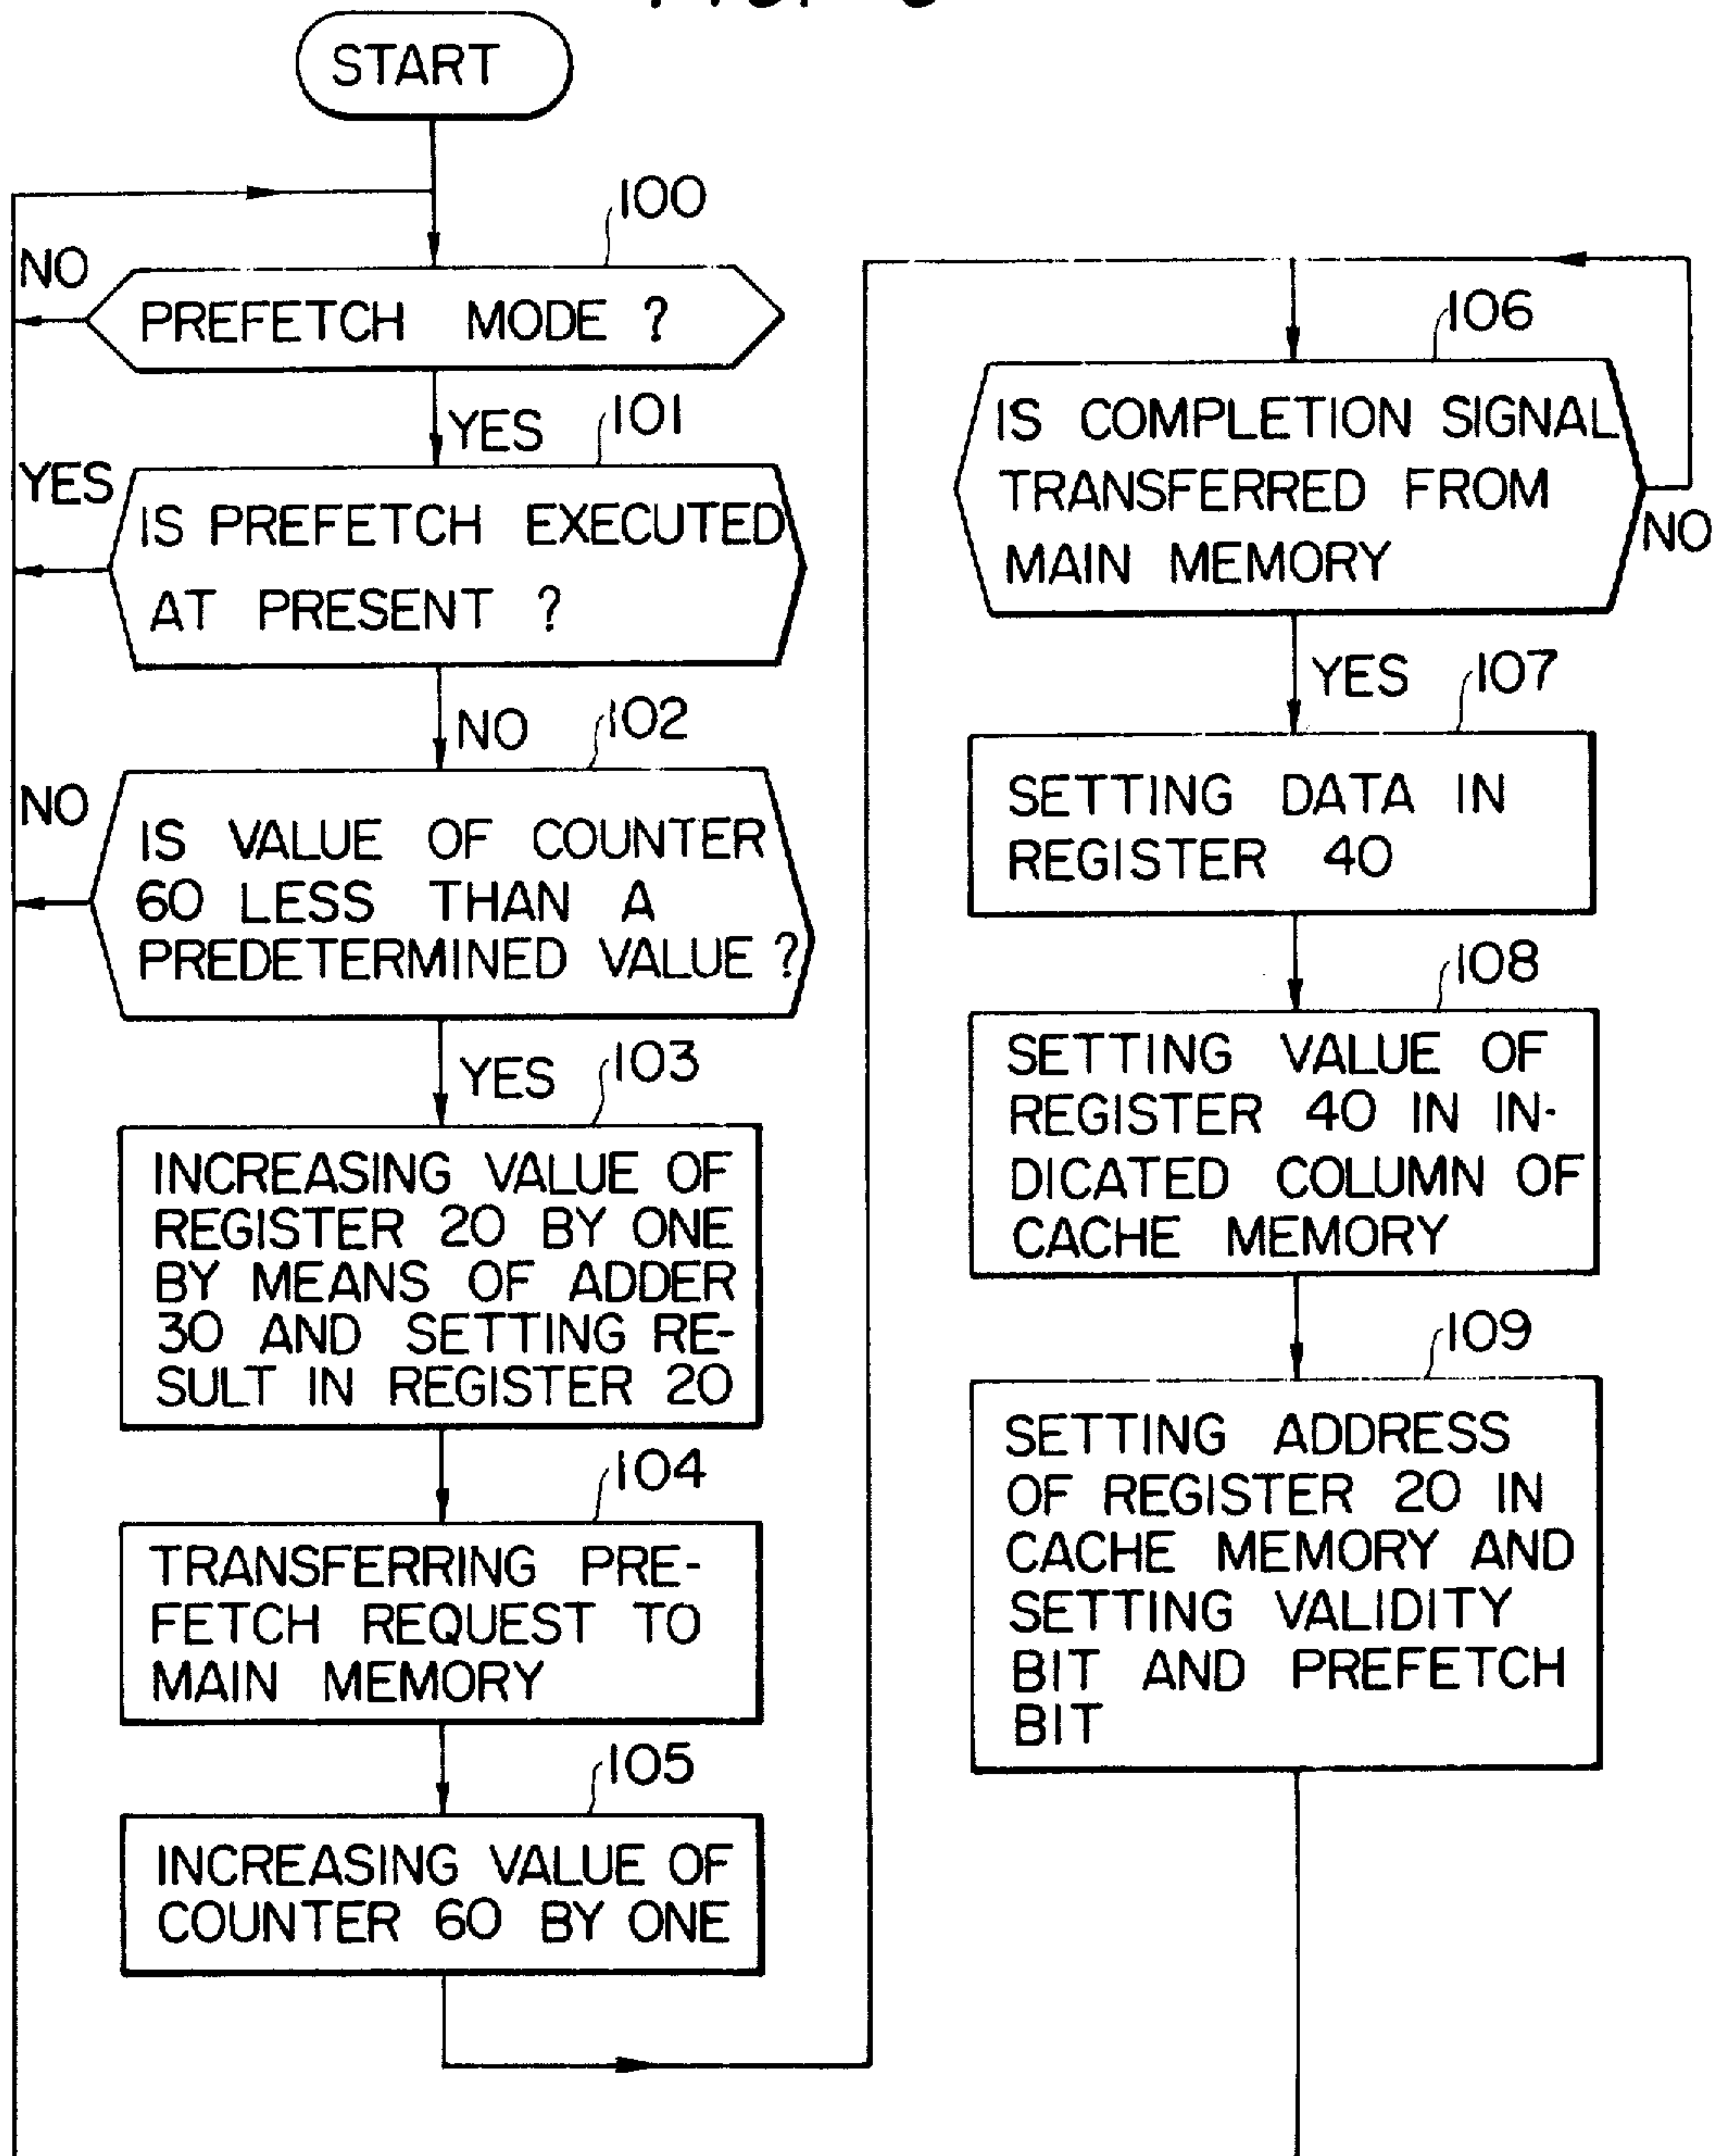 START
100
NO
PREFETCH MODE ?
YES
101
YES
IS PREFETCH EXECUTED
AT PRESENT ?
NO
102
NO
IS VALUE OF COUNTER
60 LESS THAN A
PREDETERMINED VALUE ?
YES
103
INCREASING VALUE OF
REGISTER 20 BY ONE
BY MEANS OF ADDER
30 AND SETTING RE-
SULT IN REGISTER 20
104
TRANSFERRING PRE-
FETCH REQUEST TO
MAIN MEMORY
105
INCREASING VALUE OF
COUNTER 60 BY ONE
106
IS COMPLETION SIGNAL
TRANSFERRED FROM
MAIN MEMORY
NO
YES
107
SETTING DATA IN
REGISTER 40
108
SETTING VALUE OF
REGISTER 40 IN IN-
DICATED COLUMN OF
CACHE MEMORY
109
SETTING ADDRESS
OF REGISTER 20 IN
CACHE MEMORY AND
SETTING VALIDITY
BIT AND PREFETCH
BIT